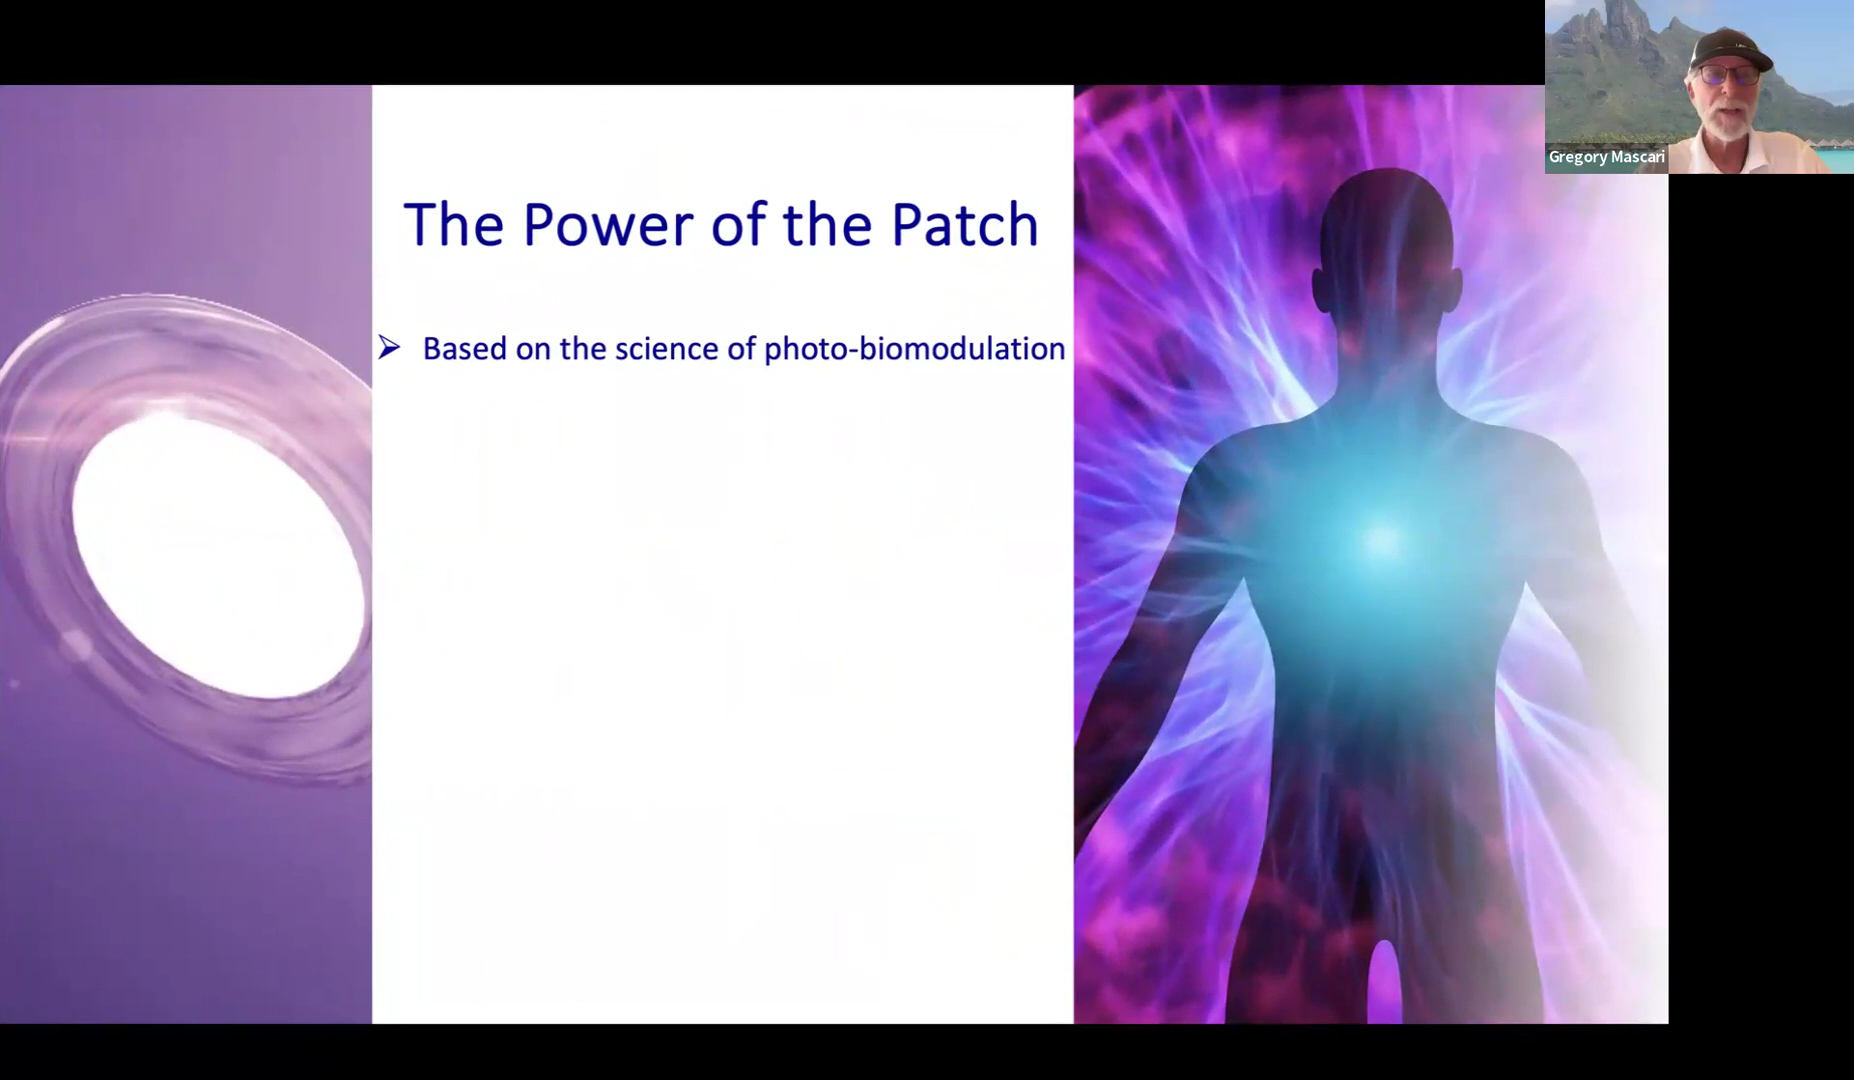 The Power of the Patch
➢ Based on the science of photo-biomodulation
Gregory Mascari